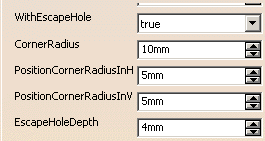 WithEscapeHole true
CornerRadius 10mm
PositionCornerRadiusInH 5mm
PositionCornerRadiusInV 5mm
EscapeHoleDepth 4mm